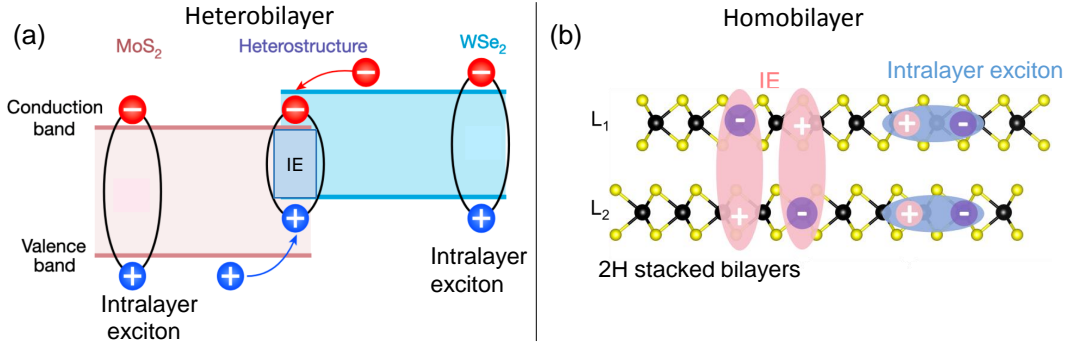 Heterobilayer
(a)
MoS₂
Heterostructure
WSe₂
Conduction
band
IE
Valence
band
Intralayer
exciton
Intralayer
exciton
Homobilayer
(b)
IE
Intralayer exciton
L₁
L₂
2H stacked bilayers
− − − −
+ + + +
- + + -
+ - + -